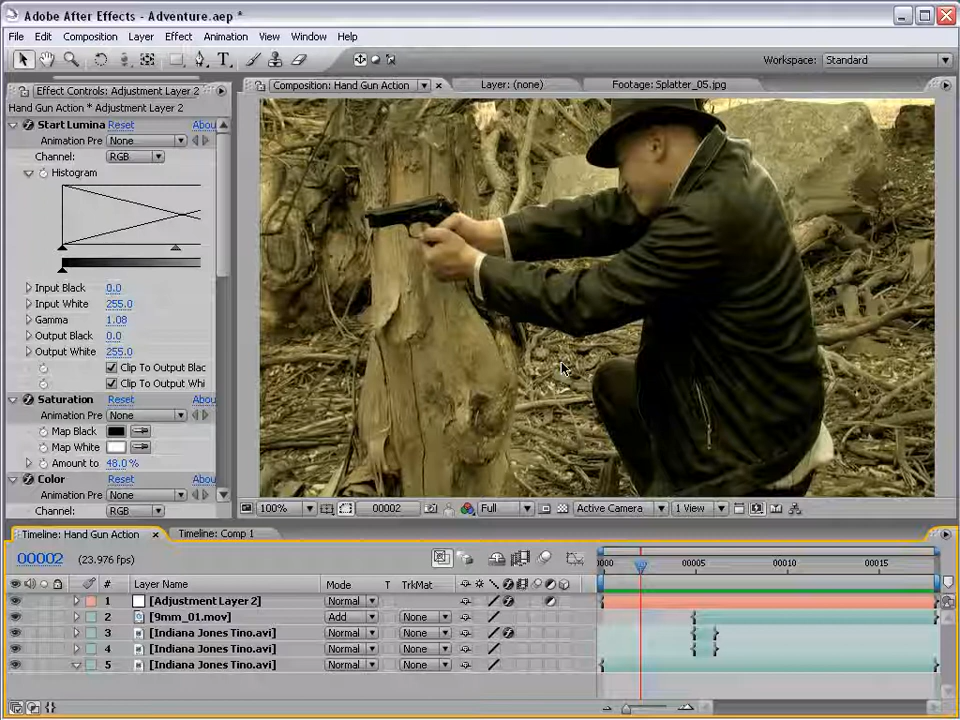 Adobe After Effects - Adventure.aep *
File Edit Composition Layer Effect Animation View Window Help
Workspace: Standard
Effect Controls: Adjustment Layer 2
Composition: Hand Gun Action
Layer: (none)
Footage: Splatter_05.jpg
Hand Gun Action * Adjustment Layer 2
Start Lumina Reset Abou
Animation Pre None
Channel: RGB
Histogram
Input Black 0.0
Input White 255.0
Gamma 1.08
Output Black 0.0
Output White 255.0
Clip To Output Blac
Clip To Output Whi
Saturation Reset Abou
Animation Pre None
Map Black
Map White
Amount to 48.0 %
Color Reset Abou
Animation Pre None
Channel: RGB
100% 00002 Full Active Camera 1 View
Timeline: Hand Gun Action
Timeline: Comp 1
00002 (23.976 fps)
0000 00005 00010 00015
# Layer Name Mode T TrkMat
1 [Adjustment Layer 2] Normal
2 [9mm_01.mov] Add None
3 [Indiana Jones Tino.avi] Normal None
4 [Indiana Jones Tino.avi] Normal None
5 [Indiana Jones Tino.avi] Normal None